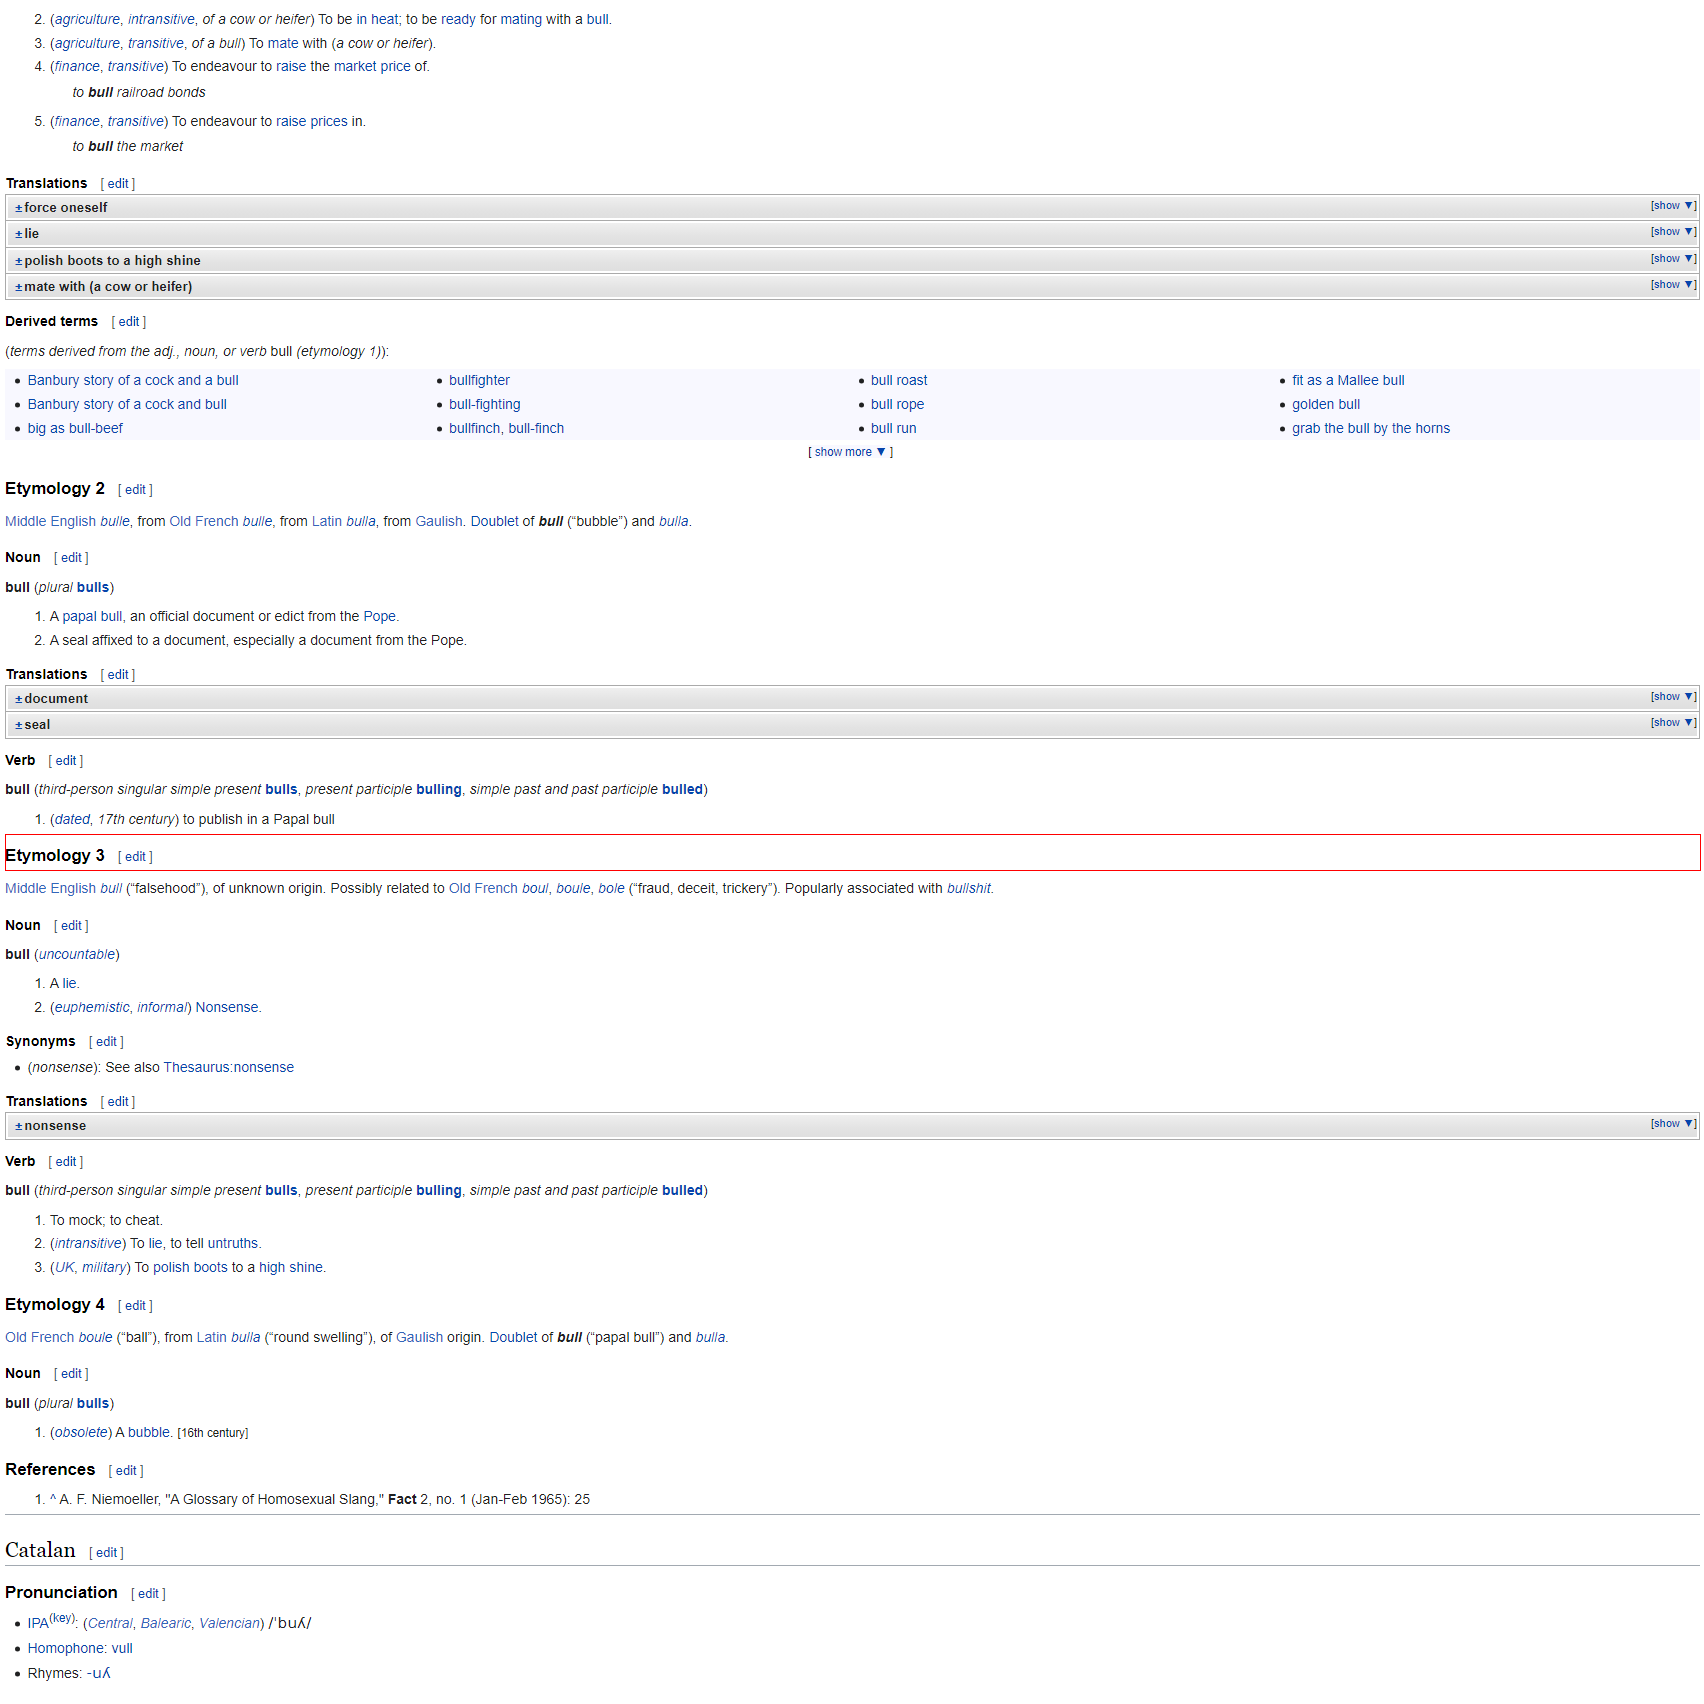 2. (agriculture, intransitive, of a cow or heifer) To be in heat; to be ready for mating with a bull.
3. (agriculture, transitive, of a bull) To mate with (a cow or heifer).
4. (finance, transitive) To endeavour to raise the market price of.
to bull railroad bonds
5. (finance, transitive) To endeavour to raise prices in.
to bull the market
Translations [ edit ]
±force oneself [show ▼]
±lie [show ▼]
±polish boots to a high shine [show ▼]
±mate with (a cow or heifer) [show ▼]
Derived terms [ edit ]
(terms derived from the adj., noun, or verb bull (etymology 1)):
• Banbury story of a cock and a bull • bullfighter • bull roast • fit as a Mallee bull
• Banbury story of a cock and bull • bull-fighting • bull rope • golden bull
• big as bull-beef • bullfinch, bull-finch • bull run • grab the bull by the horns
[ show more ▼ ]
Etymology 2 [ edit ]
Middle English bulle, from Old French bulle, from Latin bulla, from Gaulish. Doublet of bull (“bubble”) and bulla.
Noun [ edit ]
bull (plural bulls)
1. A papal bull, an official document or edict from the Pope.
2. A seal affixed to a document, especially a document from the Pope.
Translations [ edit ]
±document [show ▼]
±seal [show ▼]
Verb [ edit ]
bull (third-person singular simple present bulls, present participle bulling, simple past and past participle bulled)
1. (dated, 17th century) to publish in a Papal bull
Etymology 3 [ edit ]
Middle English bull (“falsehood”), of unknown origin. Possibly related to Old French boul, boule, bole (“fraud, deceit, trickery”). Popularly associated with bullshit.
Noun [ edit ]
bull (uncountable)
1. A lie.
2. (euphemistic, informal) Nonsense.
Synonyms [ edit ]
• (nonsense): See also Thesaurus:nonsense
Translations [ edit ]
±nonsense [show ▼]
Verb [ edit ]
bull (third-person singular simple present bulls, present participle bulling, simple past and past participle bulled)
1. To mock; to cheat.
2. (intransitive) To lie, to tell untruths.
3. (UK, military) To polish boots to a high shine.
Etymology 4 [ edit ]
Old French boule (“ball”), from Latin bulla (“round swelling”), of Gaulish origin. Doublet of bull (“papal bull”) and bulla.
Noun [ edit ]
bull (plural bulls)
1. (obsolete) A bubble. [16th century]
References [ edit ]
1. ^ A. F. Niemoeller, "A Glossary of Homosexual Slang," Fact 2, no. 1 (Jan-Feb 1965): 25
Catalan [ edit ]
Pronunciation [ edit ]
• IPA(key): (Central, Balearic, Valencian) /ˈbuʎ/
• Homophone: vull
• Rhymes: -uʎ